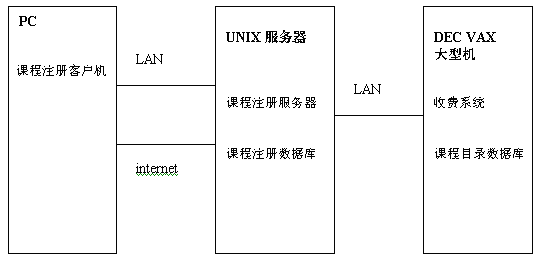 PC
课程注册客户机
LAN
internet
UNIX 服务器
课程注册服务器
课程注册数据库
LAN
DEC VAX
大型机
收费系统
课程目录数据库